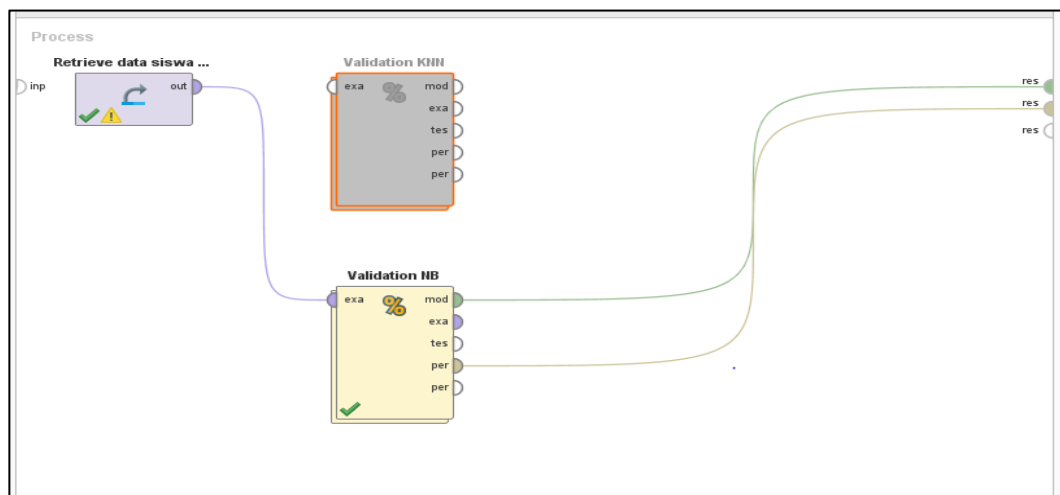 Process
Retrieve data siswa ...
inp
out
Validation KNN
exa
mod
exa
tes
per
per
Validation NB
exa
mod
exa
tes
per
per
res
res
res